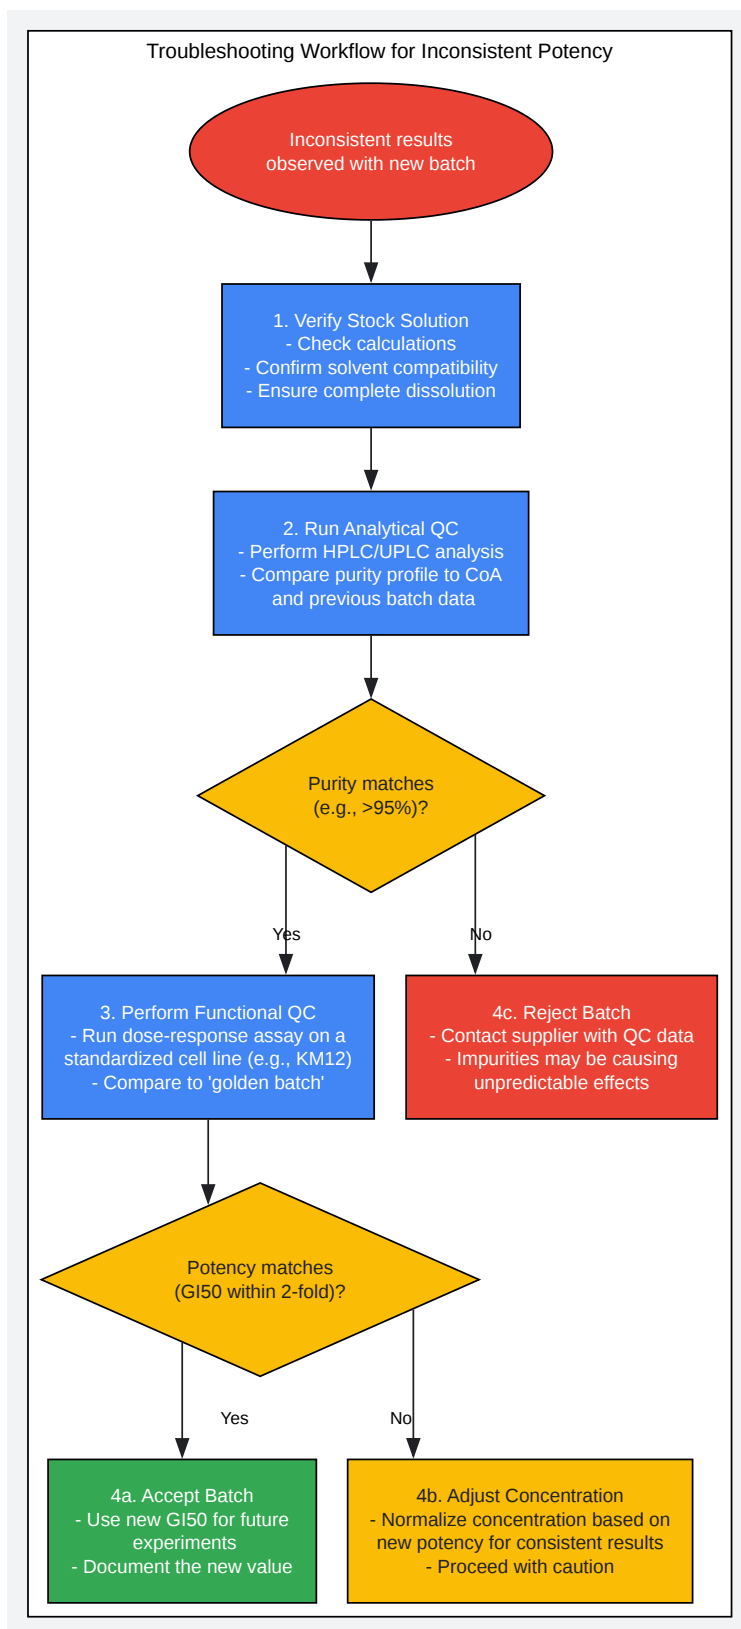 Troubleshooting Workflow for Inconsistent Potency
Inconsistent results
observed with new batch
1. Verify Stock Solution
- Check calculations
- Confirm solvent compatibility
- Ensure complete dissolution
2. Run Analytical QC
- Perform HPLC/UPLC analysis
- Compare purity profile to CoA
and previous batch data
Purity matches
(e.g., >95%)?
Yes
No
3. Perform Functional QC
- Run dose-response assay on a
standardized cell line (e.g., KM12)
- Compare to 'golden batch'
4c. Reject Batch
- Contact supplier with QC data
- Impurities may be causing
unpredictable effects
Potency matches
(GI50 within 2-fold)?
Yes
No
4a. Accept Batch
- Use new GI50 for future
experiments
- Document the new value
4b. Adjust Concentration
- Normalize concentration based on
new potency for consistent results
- Proceed with caution